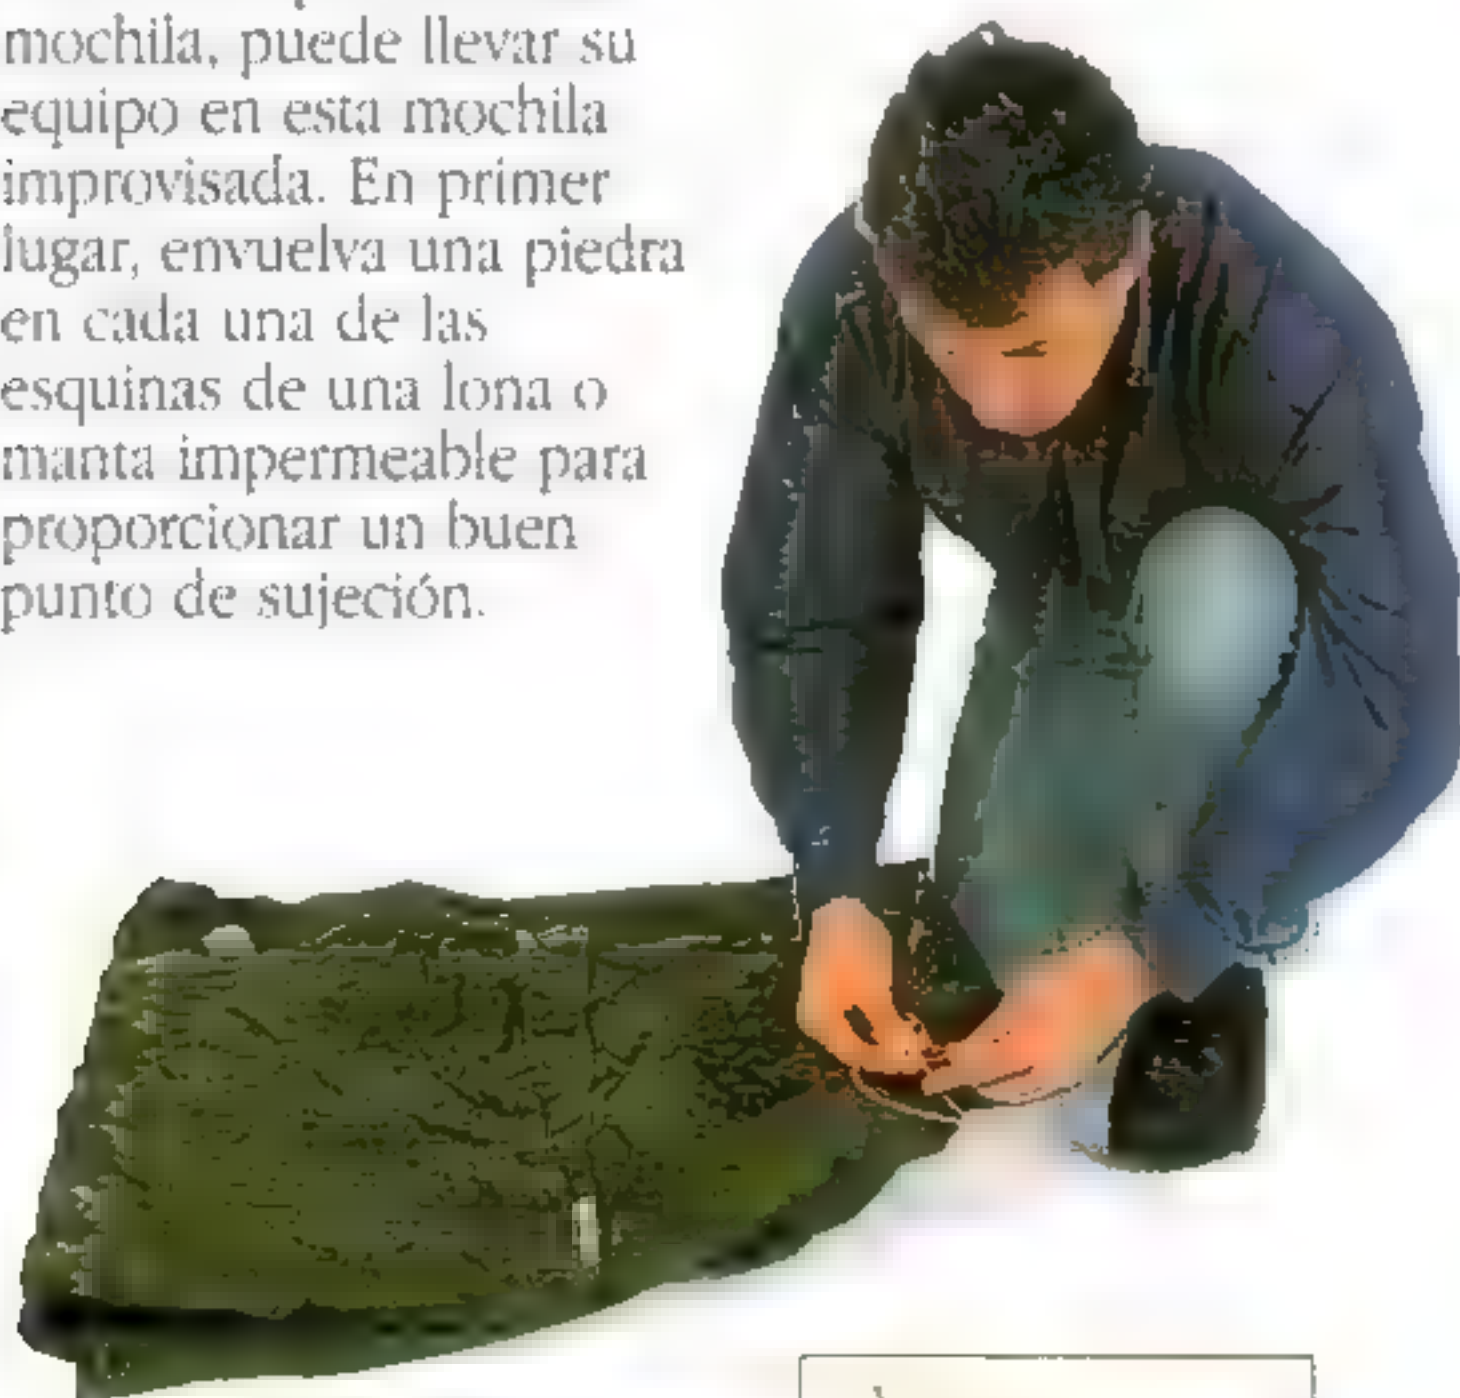 mochila, puede llevar su
equipo en esta mochila
improvisada. En primer
lugar, envuelva una piedra
en cada una de las
esquinas de una lona o
manta impermeable para
proporcionar un buen
punto de sujeción.